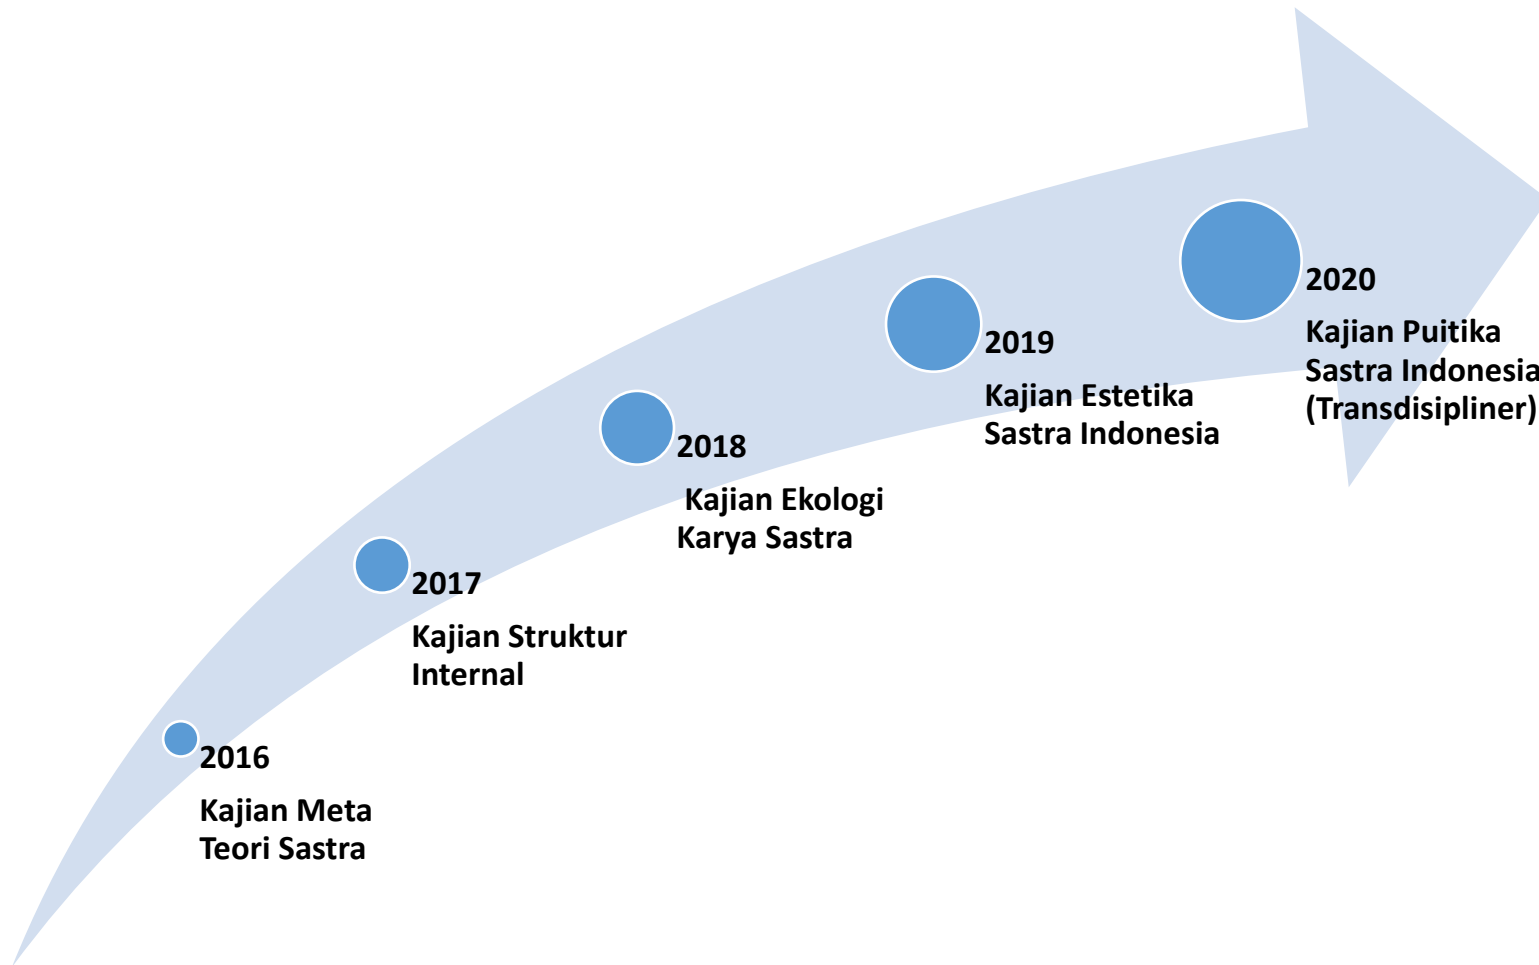 2016
Kajian Meta
Teori Sastra
2017
Kajian Struktur
Internal
2018
Kajian Ekologi
Karya Sastra
2019
Kajian Estetika
Sastra Indonesia
2020
Kajian Puitika
Sastra Indonesia
(Transdisipliner)